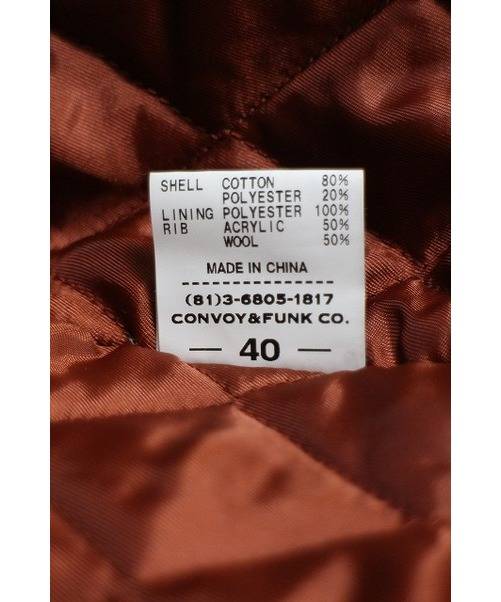 SHELL COTTON 80%
POLYESTER 20%
LINING POLYESTER 100%
RIB ACRYLIC 50%
WOOL 50%
MADE IN CHINA
(81)3-6805-1817
CONVOY&FUNK CO.
— 40 —